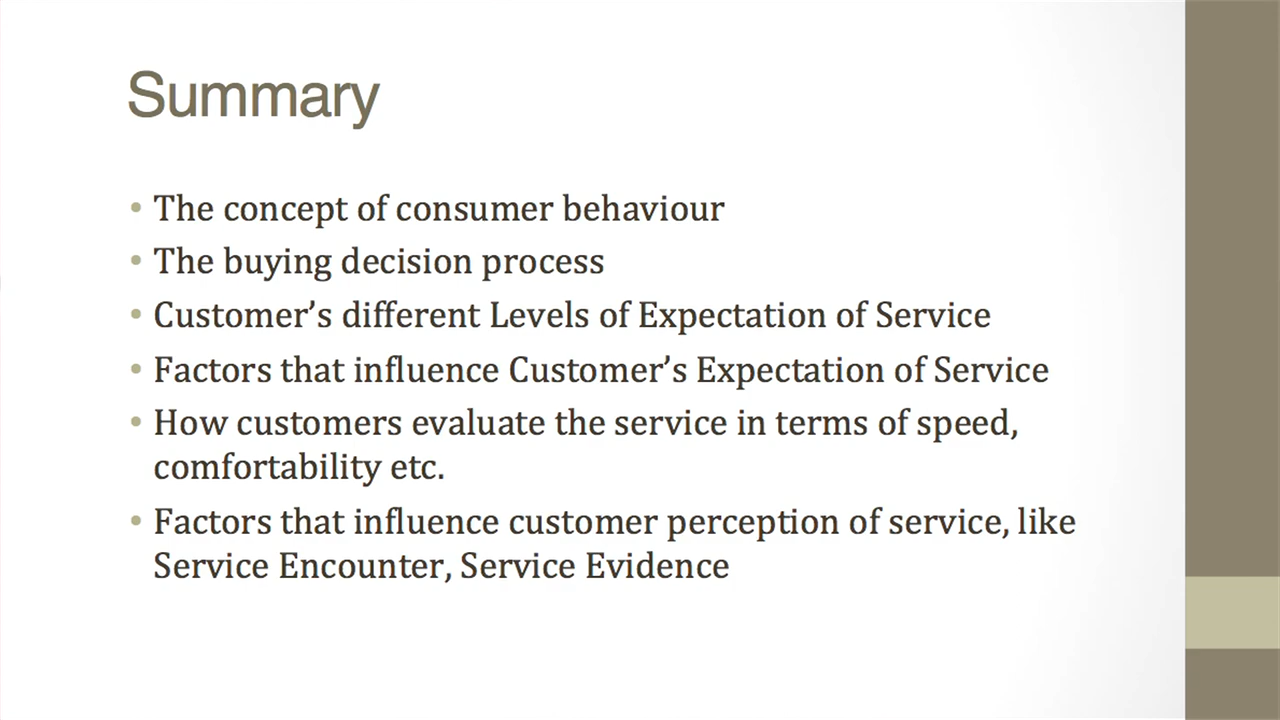 Summary
• The concept of consumer behaviour
• The buying decision process
• Customer’s different Levels of Expectation of Service
• Factors that influence Customer’s Expectation of Service
• How customers evaluate the service in terms of speed,
comfortability etc.
• Factors that influence customer perception of service, like
Service Encounter, Service Evidence